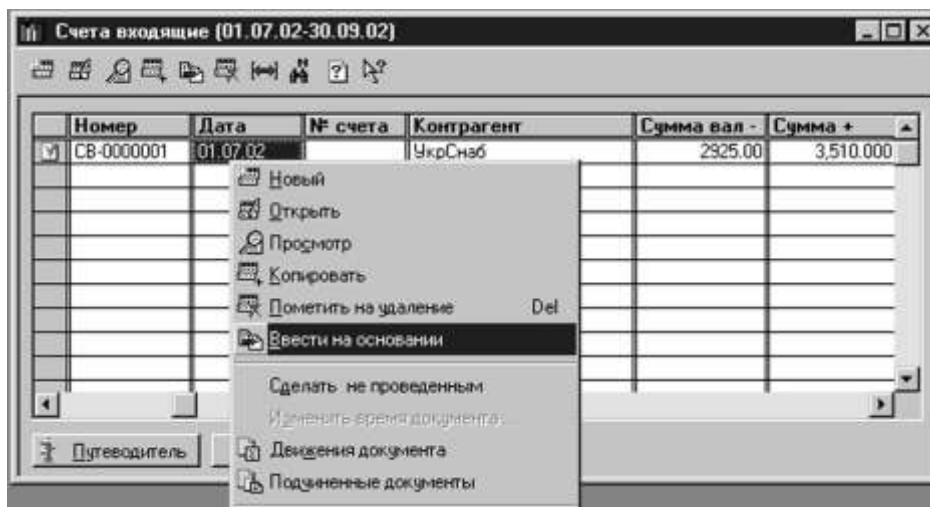 Счета входящие (01.07.02-30.09.02)
Номер Дата № счета Контрагент Сумма вал - Сумма +
СВ-0000001 01.07.02 УкрСнаб 2925.00 3,510.000
Новый
Открыть
Просмотр
Копировать
Пометить на удаление Del
Ввести на основании
Сделать не проведенным
Изменить время документа...
Движения документа
Путеводитель
Подчиненные документы